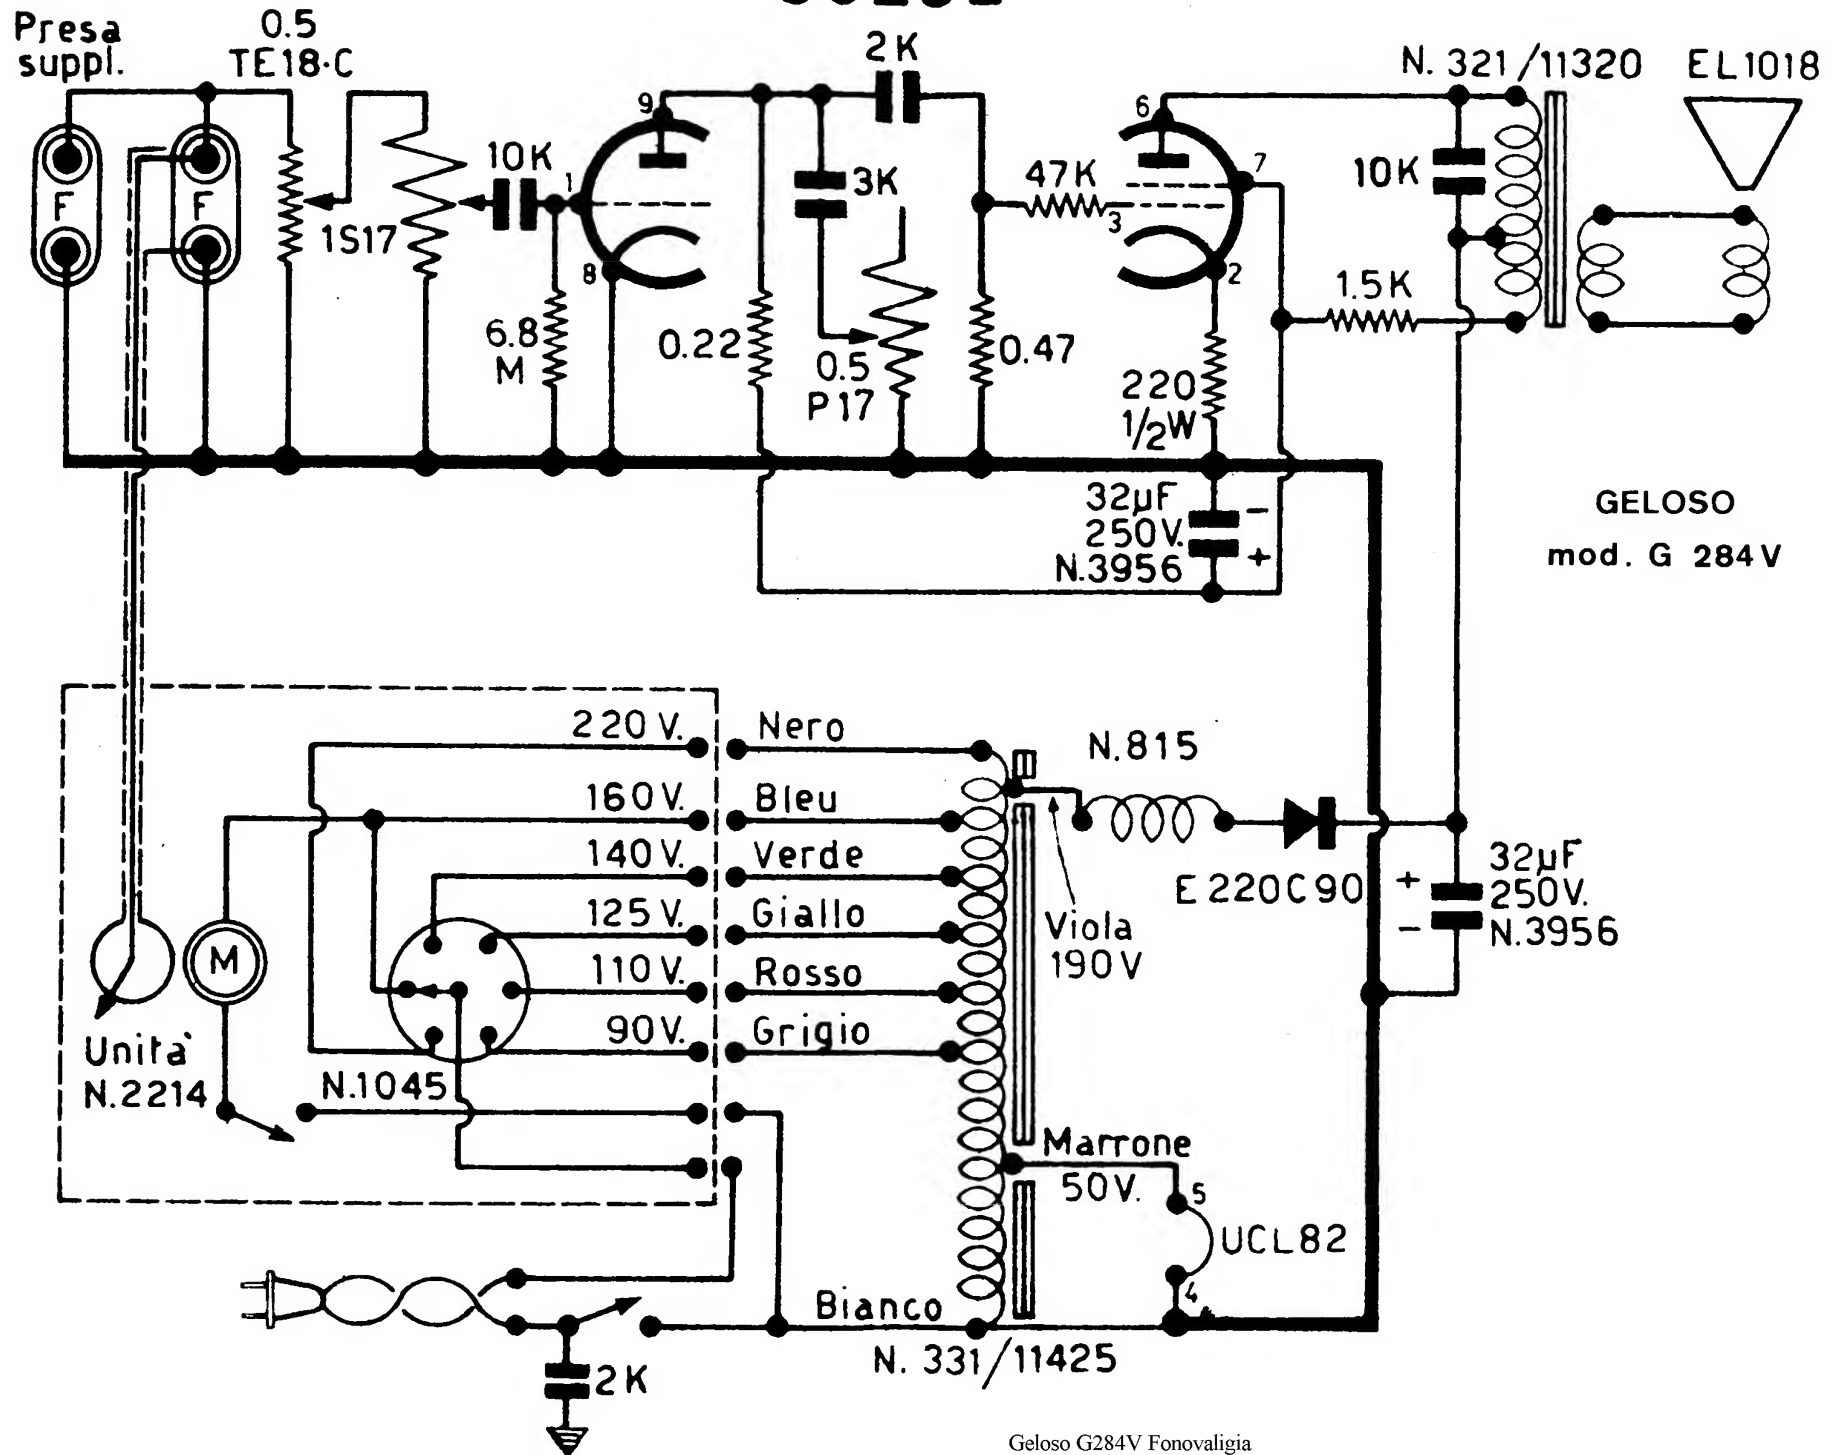 Presa
suppl.
0.5
TE18·C
2K
N. 321/11320
EL1018
9
6
10K
1
3K
47K
7
10K
F
F
1S17
3
8
2
1.5K
6.8
M
0.22
0.5
P17
0.47
220
1/2W
32µF
250V.
N.3956
−
+
GELOSO
mod. G 284V
220V.
Nero
N.815
160V.
Bleu
140V.
Verde
E220C90
+
−
32µF
250V.
N.3956
125V.
Giallo
Viola
190V
M
110V.
Rosso
90V.
Grigio
Unita'
N.2214
N.1045
Marrone
50V.
5
UCL82
4
Bianco
N. 331/11425
2K
Geloso G284V Fonovaligia